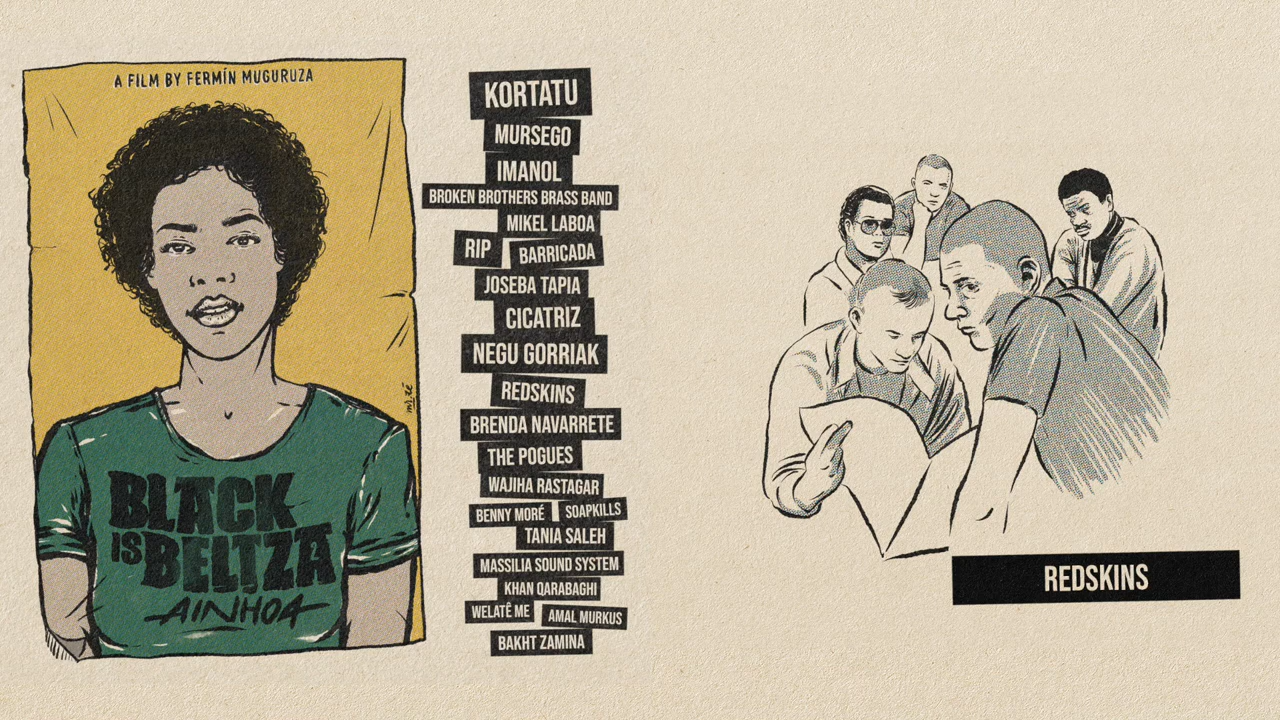 A FILM BY FERMÍN MUGURUZA
BLACK
IS BELTZA
AINHOA
KORTATU
MURSEGO
IMANOL
BROKEN BROTHERS BRASS BAND
MIKEL LABOA
RIP
BARRICADA
JOSEBA TAPIA
CICATRIZ
NEGU GORRIAK
REDSKINS
BRENDA NAVARRETE
THE POGUES
WAJIHA RASTAGAR
BENNY MORÉ
SOAPKILLS
TANIA SALEH
MASSILIA SOUND SYSTEM
KHAN QARABAGHI
WELATÊ ME
AMAL MURKUS
BAKHT ZAMINA
REDSKINS